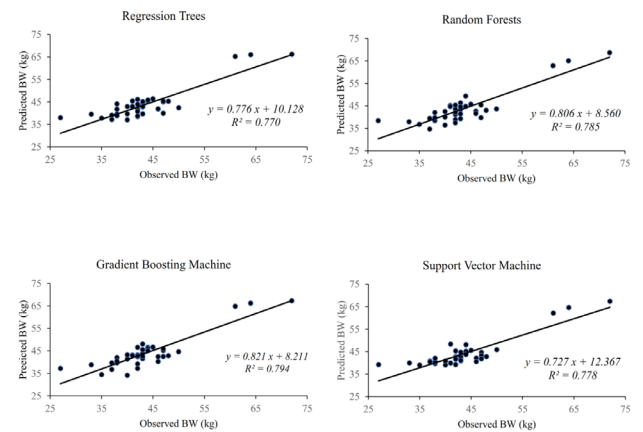 Regression Trees
75
65
55
45
35
25
Predicted BW (kg)
y = 0.776 x + 10.128
R² = 0.770
25 35 45 55 65 75
Observed BW (kg)
Random Forests
75
65
55
45
35
25
Predicted BW (kg)
y = 0.806 x + 8.560
R² = 0.785
25 35 45 55 65 75
Observed BW (kg)
Gradient Boosting Machine
75
65
55
45
35
25
Predicted BW (kg)
y = 0.821 x + 8.211
R² = 0.794
25 35 45 55 65 75
Observed BW (kg)
Support Vector Machine
75
65
55
45
35
25
Predicted BW (kg)
y = 0.727 x + 12.367
R² = 0.778
25 35 45 55 65 75
Observed BW (kg)